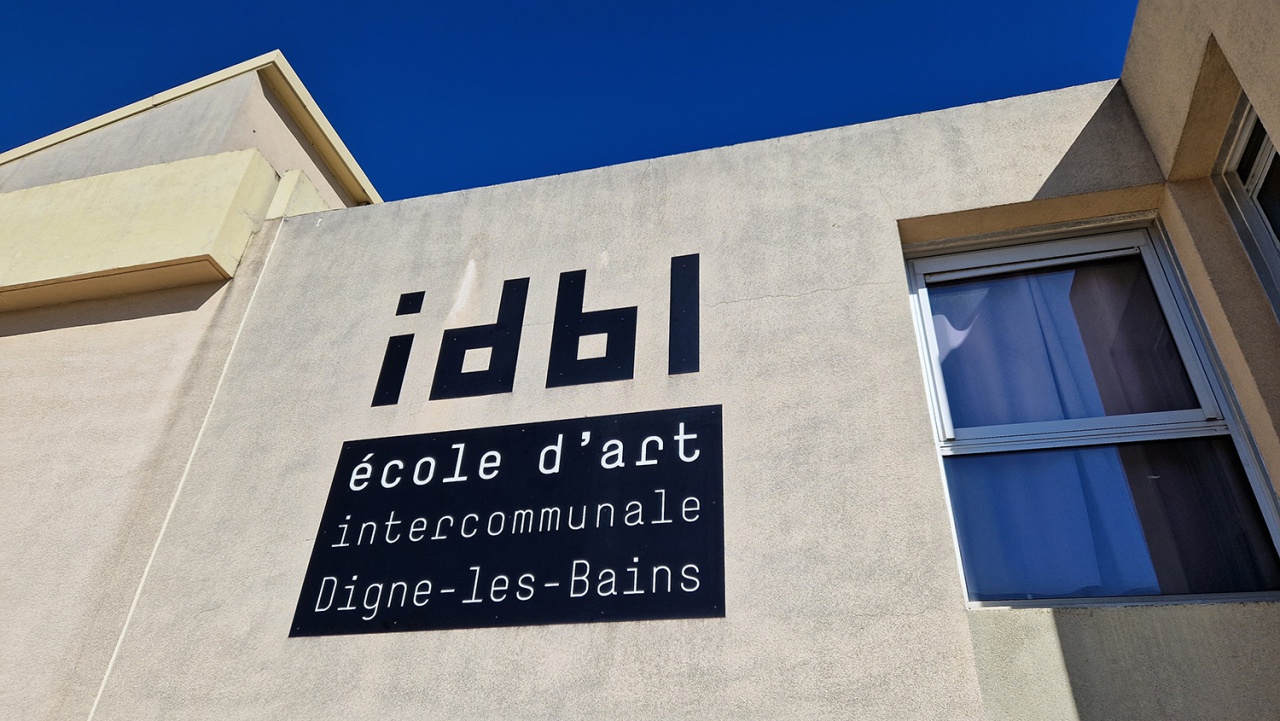 idbl
école d'art
intercommunale
Digne-les-Bains